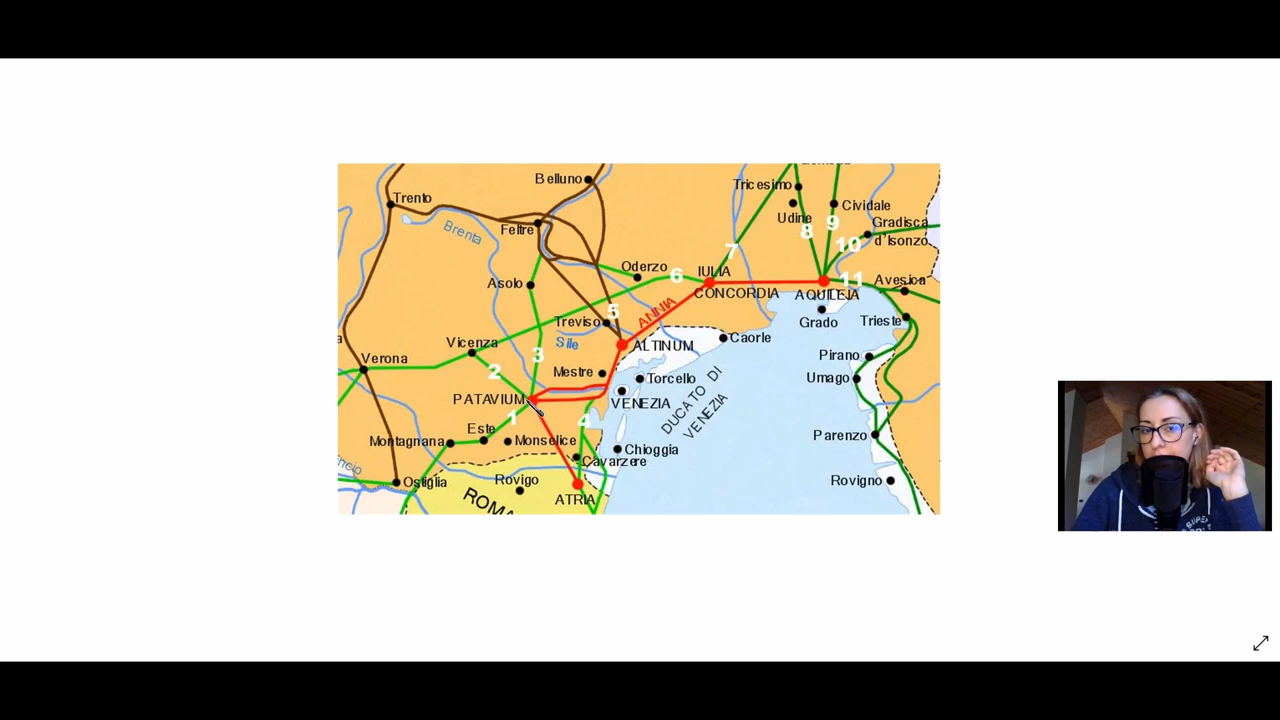 Belluno
Tricesimo
Trento
Cividale
Udine
Gradisca
d'Isonzo
Feltre
Brenta
8
9
10
7
Oderzo
6
IULIA
CONCORDIA
11
Avesica
AQUILEJA
Asolo
Grado
Treviso
5
ANNIA
Trieste
Sile
Vicenza
ALTINUM
Caorle
Verona
3
Pirano
2
Mestre
Torcello
Umago
PATAVIUM
VENEZIA
DUCATO DI
VENEZIA
1
4
Este
Montagnana
Monselice
Chioggia
Parenzo
Cavarzere
Ostiglia
Rovigo
Rovigno
ATRIA
ROMA
SUPER